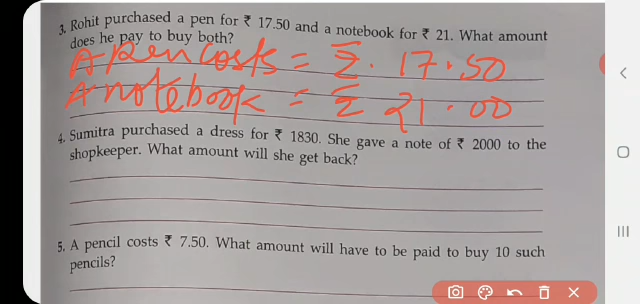 3. Rohit purchased a pen for ₹ 17.50 and a notebook for ₹ 21. What amount
does he pay to buy both?
A pen costs = ₹. 17.50
A notebook = ₹ 21.00
4. Sumitra purchased a dress for ₹ 1830. She gave a note of ₹ 2000 to the
shopkeeper. What amount will she get back?
5. A pencil costs ₹ 7.50. What amount will have to be paid to buy 10 such
pencils?